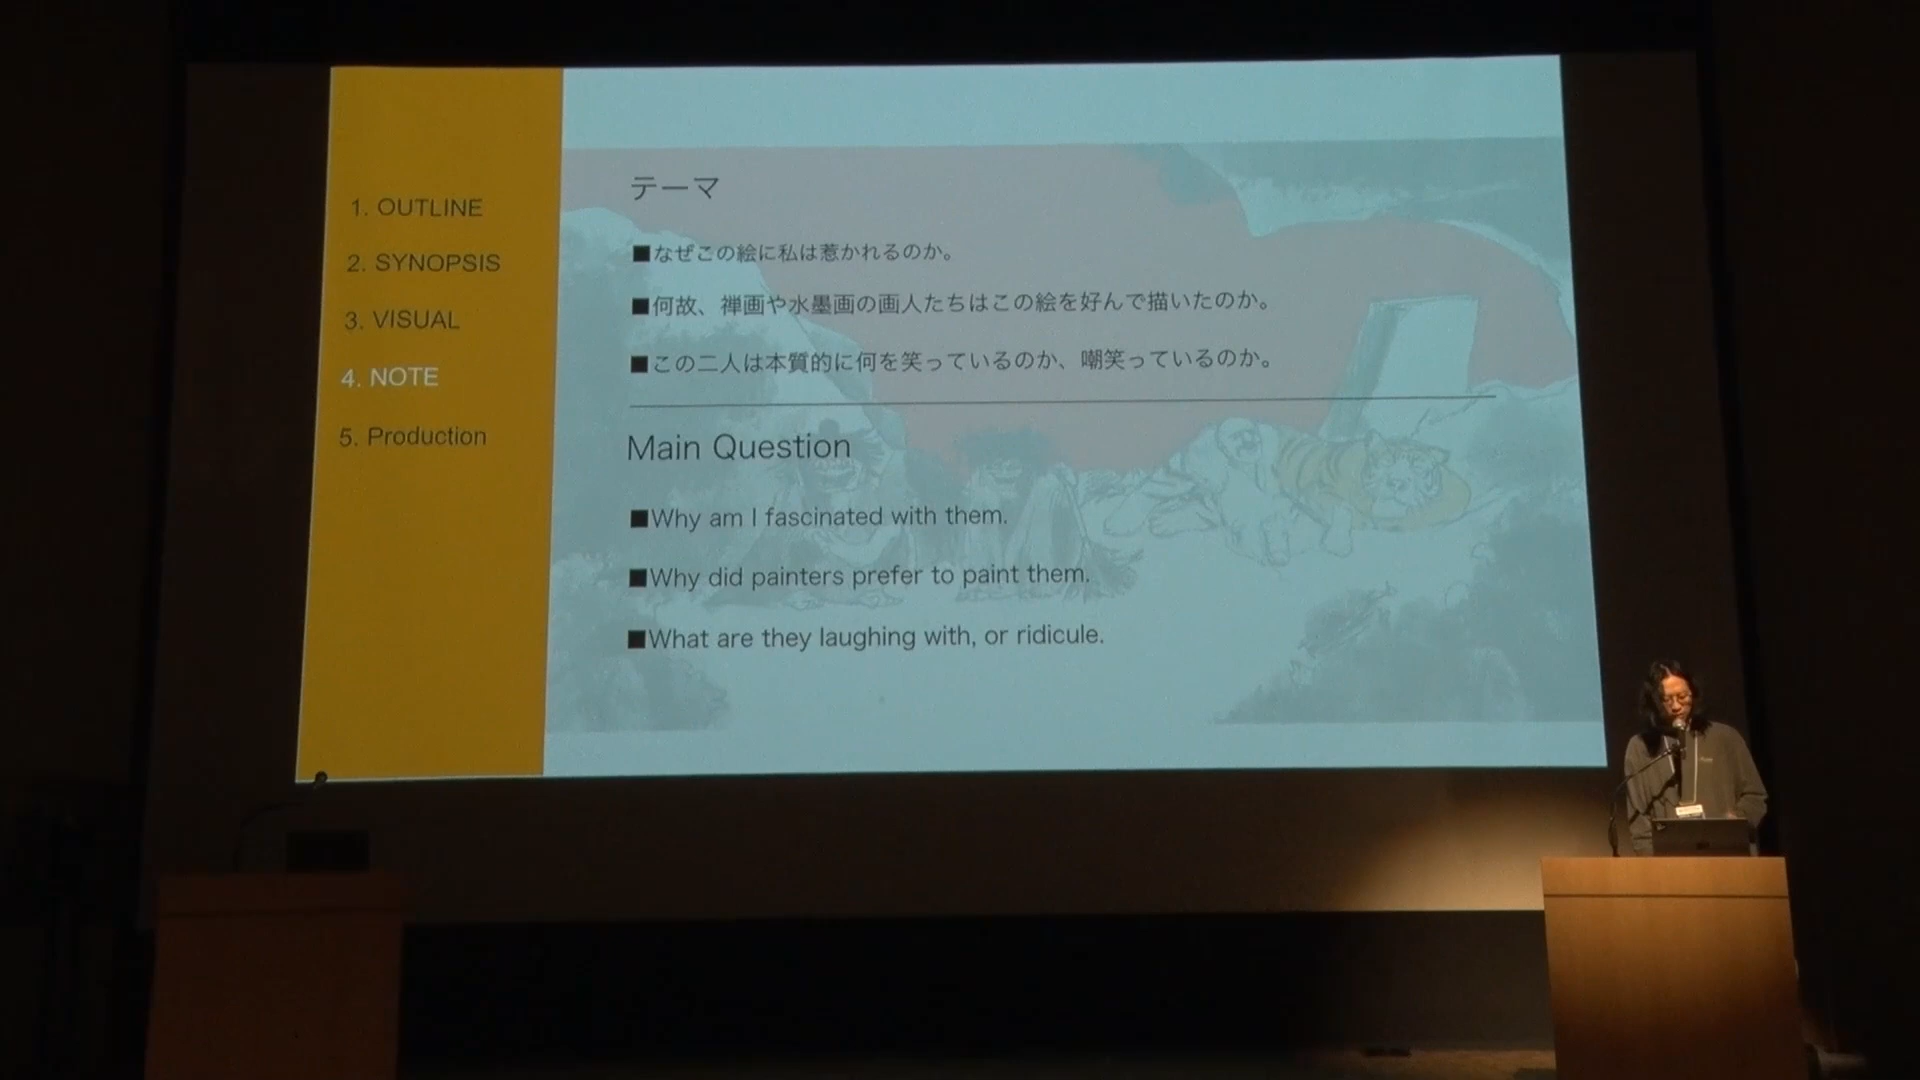 1. OUTLINE
2. SYNOPSIS
3. VISUAL
4. NOTE
5. Production
テーマ
■なぜこの絵に私は惹かれるのか。
■何故、禅画や水墨画の画人たちはこの絵を好んで描いたのか。
■この二人は本質的に何を笑っているのか、嘲笑っているのか。
Main Question
■Why am I fascinated with them.
■Why did painters prefer to paint them.
■What are they laughing with, or ridicule.